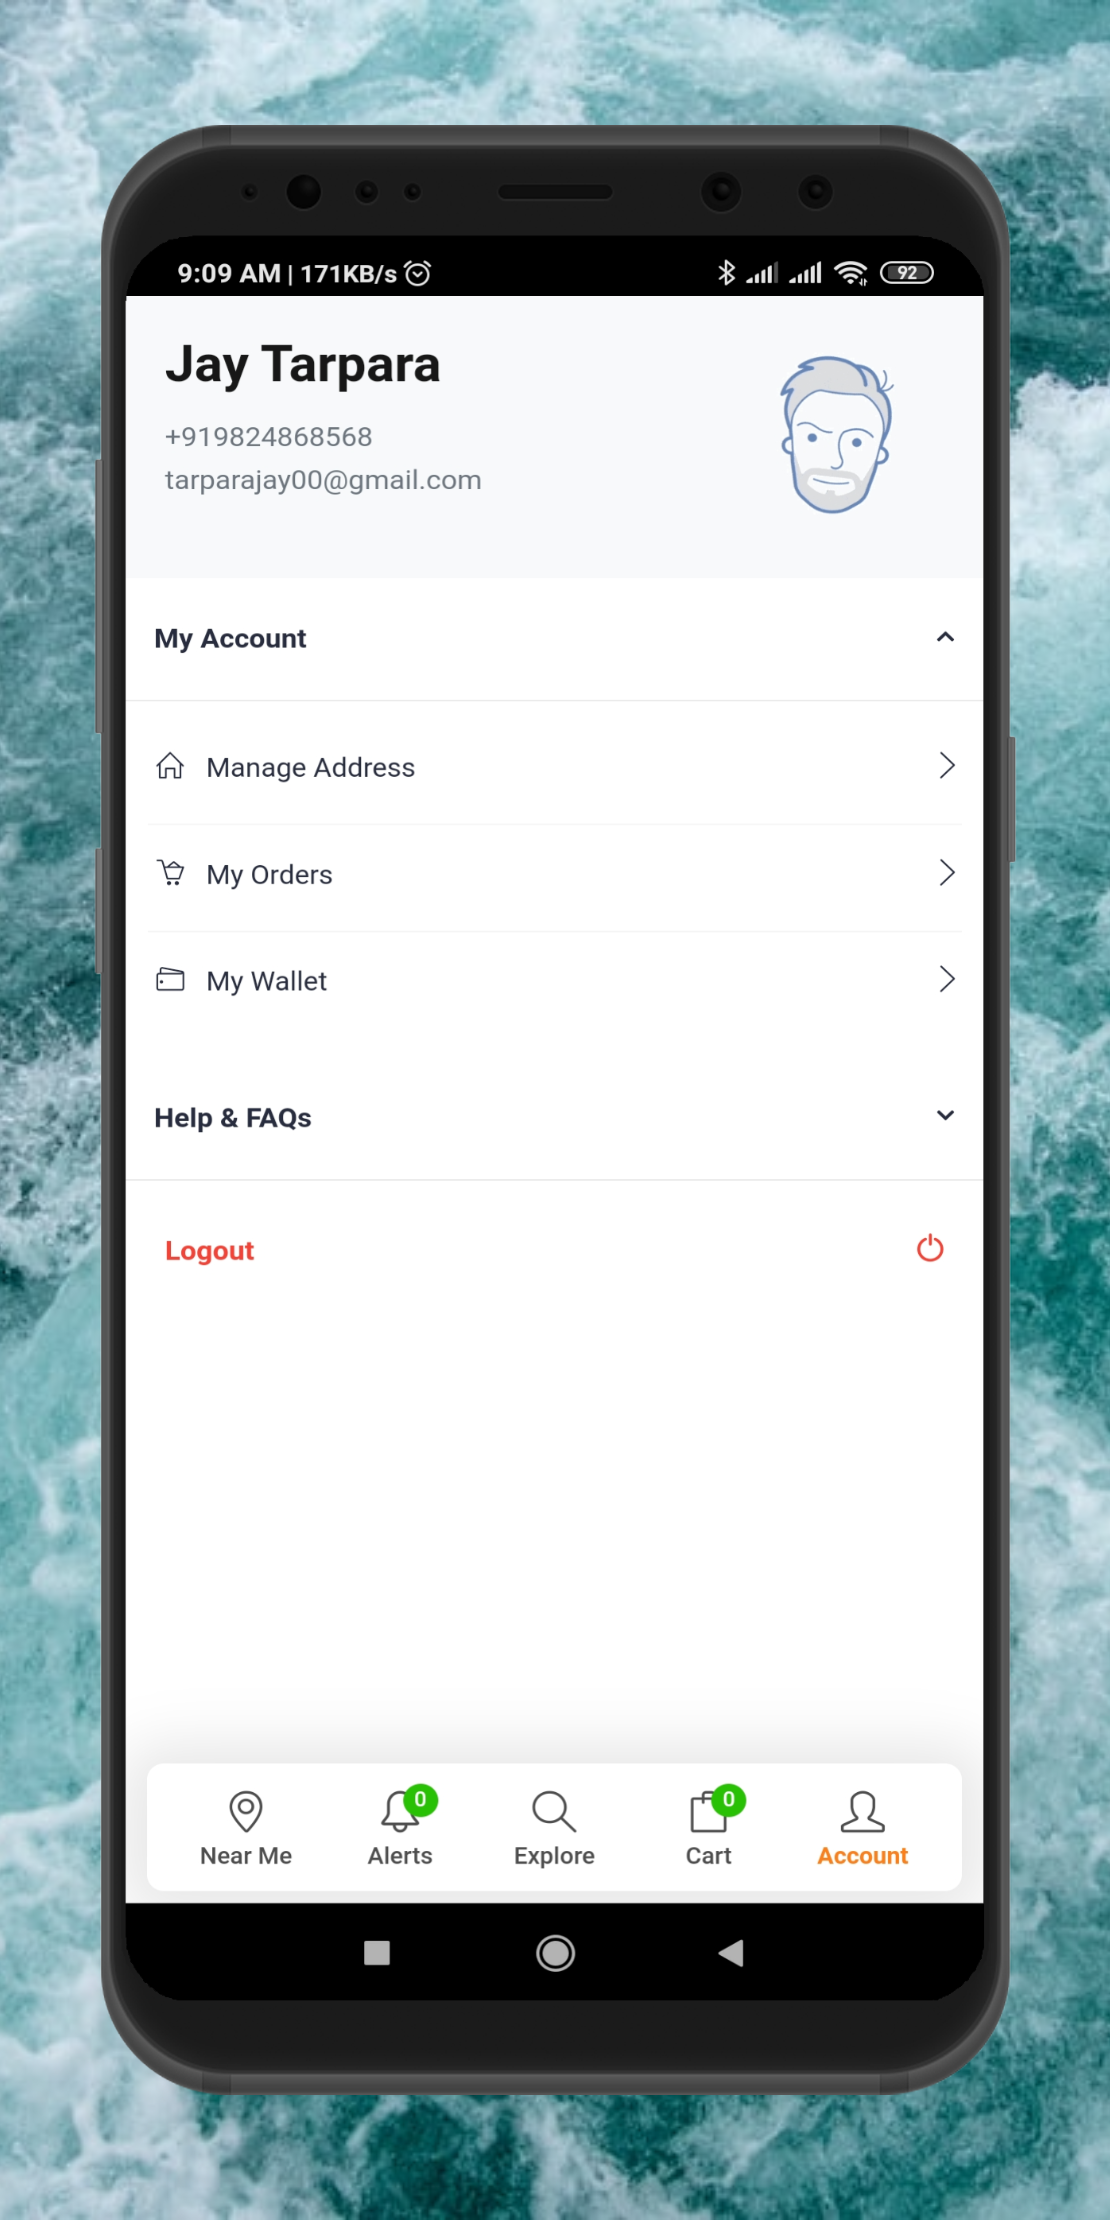 9:09 AM | 171KB/s
92
Jay Tarpara
+919824868568
tarparajay00@gmail.com
My Account
Manage Address
My Orders
My Wallet
Help & FAQs
Logout
0
0
Near Me
Alerts
Explore
Cart
Account